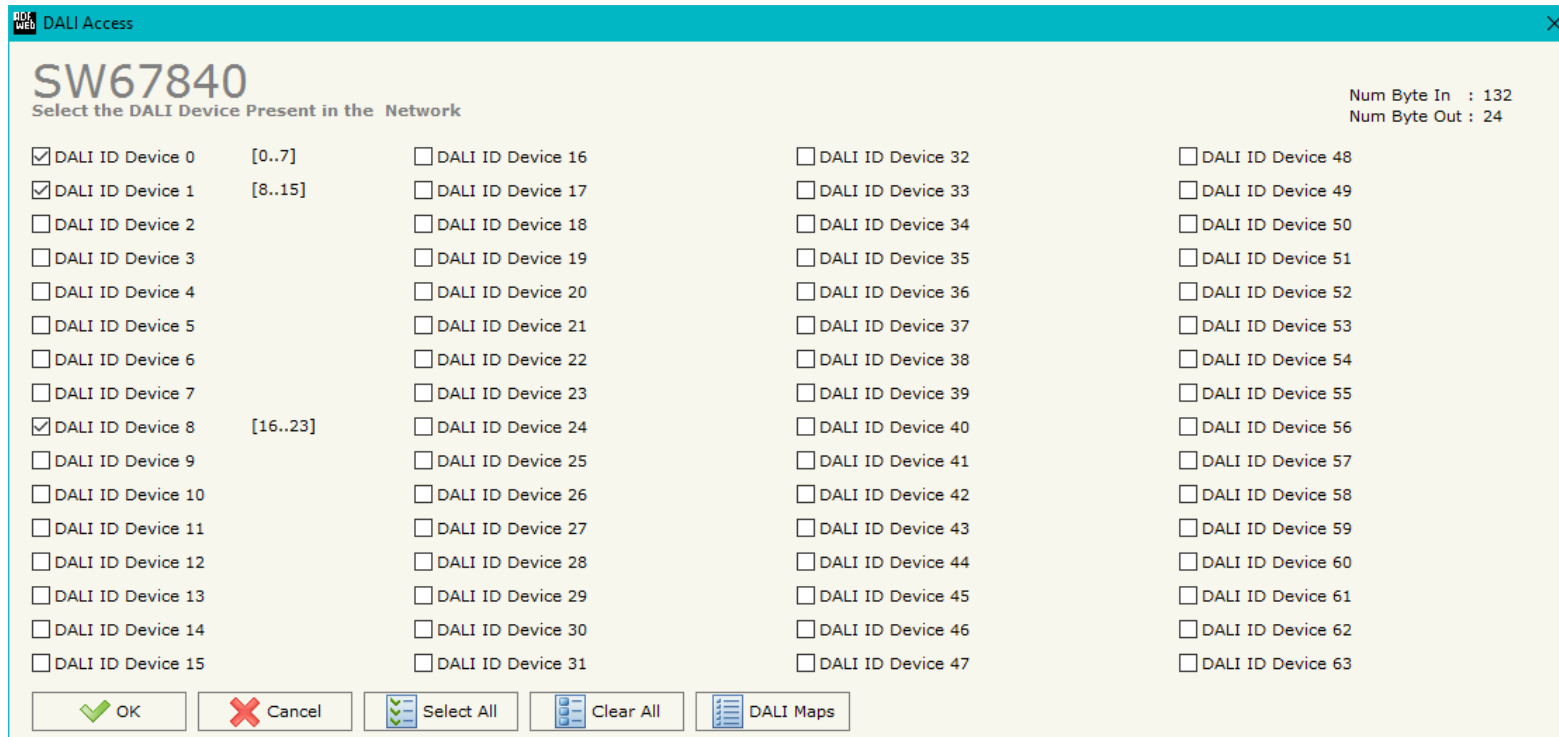 ADF
WEB DALI Access
SW67840
Select the DALI Device Present in the Network
Num Byte In : 132
Num Byte Out : 24
DALI ID Device 0 [0..7] DALI ID Device 16 DALI ID Device 32 DALI ID Device 48
DALI ID Device 1 [8..15] DALI ID Device 17 DALI ID Device 33 DALI ID Device 49
DALI ID Device 2 DALI ID Device 18 DALI ID Device 34 DALI ID Device 50
DALI ID Device 3 DALI ID Device 19 DALI ID Device 35 DALI ID Device 51
DALI ID Device 4 DALI ID Device 20 DALI ID Device 36 DALI ID Device 52
DALI ID Device 5 DALI ID Device 21 DALI ID Device 37 DALI ID Device 53
DALI ID Device 6 DALI ID Device 22 DALI ID Device 38 DALI ID Device 54
DALI ID Device 7 DALI ID Device 23 DALI ID Device 39 DALI ID Device 55
DALI ID Device 8 [16..23] DALI ID Device 24 DALI ID Device 40 DALI ID Device 56
DALI ID Device 9 DALI ID Device 25 DALI ID Device 41 DALI ID Device 57
DALI ID Device 10 DALI ID Device 26 DALI ID Device 42 DALI ID Device 58
DALI ID Device 11 DALI ID Device 27 DALI ID Device 43 DALI ID Device 59
DALI ID Device 12 DALI ID Device 28 DALI ID Device 44 DALI ID Device 60
DALI ID Device 13 DALI ID Device 29 DALI ID Device 45 DALI ID Device 61
DALI ID Device 14 DALI ID Device 30 DALI ID Device 46 DALI ID Device 62
DALI ID Device 15 DALI ID Device 31 DALI ID Device 47 DALI ID Device 63
OK Cancel Select All Clear All DALI Maps